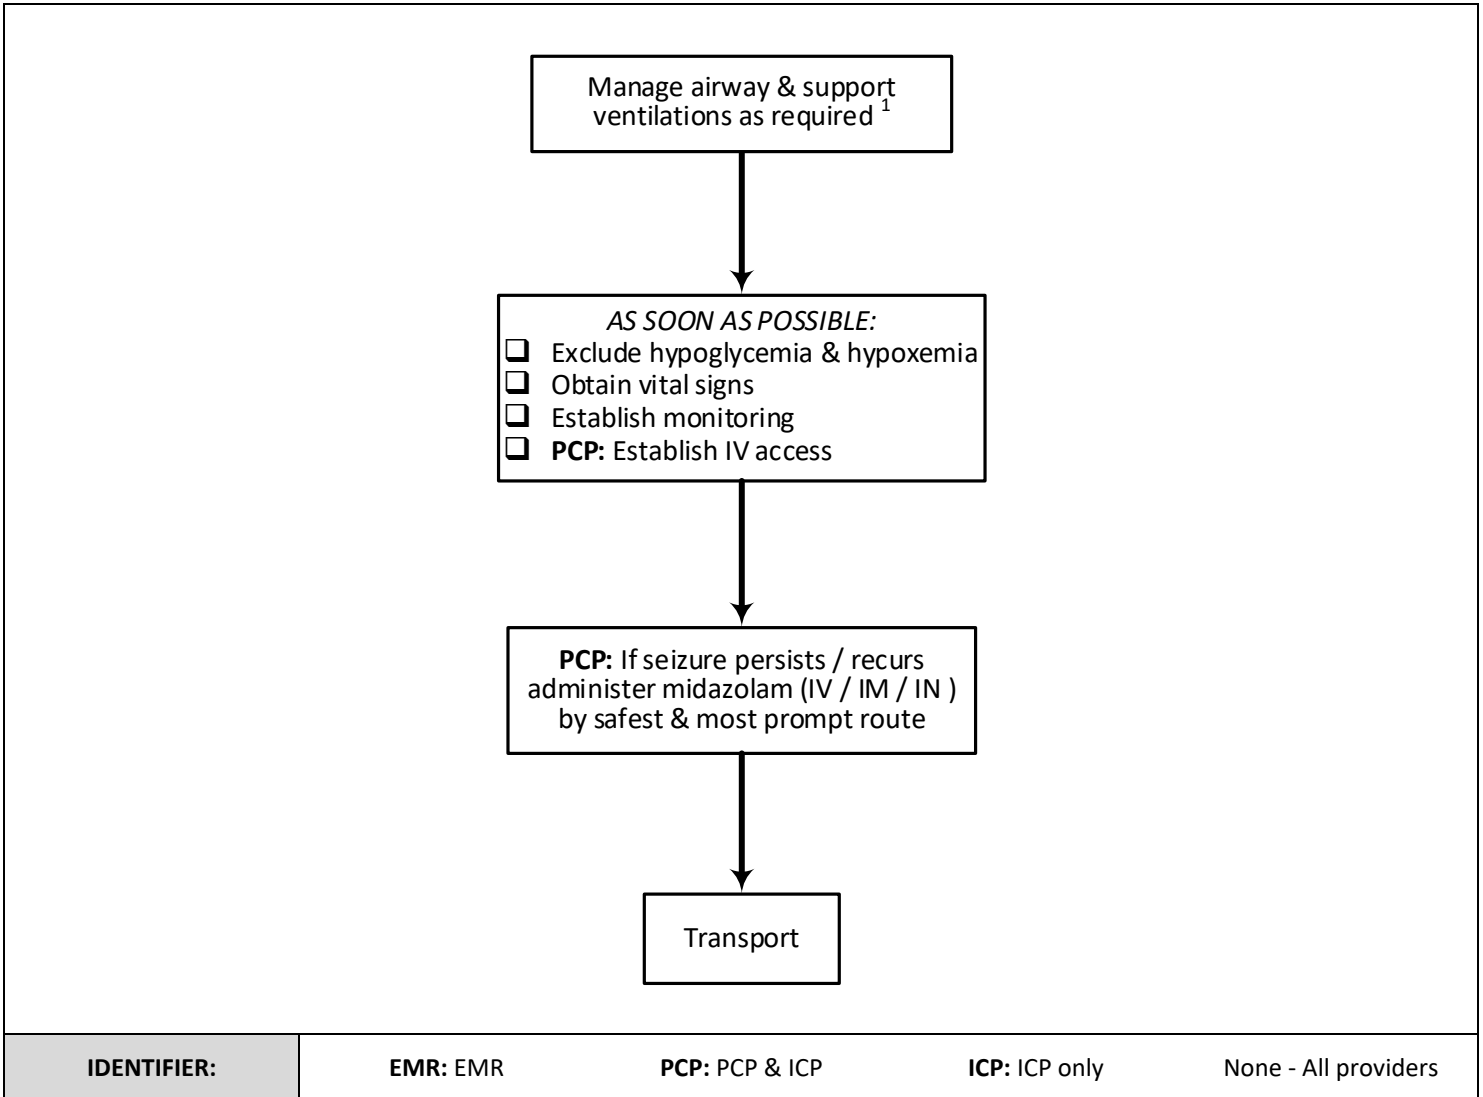 Manage airway & support
ventilations as required 1
AS SOON AS POSSIBLE:
❑ Exclude hypoglycemia & hypoxemia
❑ Obtain vital signs
❑ Establish monitoring
❑ PCP: Establish IV access
PCP: If seizure persists / recurs
administer midazolam (IV / IM / IN )
by safest & most prompt route
Transport
IDENTIFIER: EMR: EMR PCP: PCP & ICP ICP: ICP only None - All providers